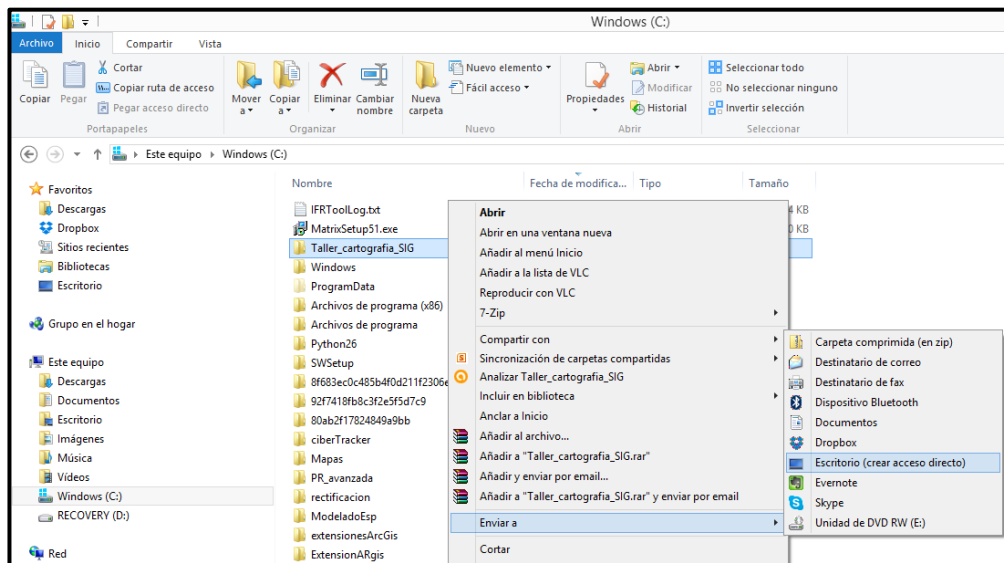 Windows (C:)
Archivo Inicio Compartir Vista
Copiar
Pegar
Cortar
Copiar ruta de acceso
Pegar acceso directo
Portapapeles
Mover a
Copiar a
Eliminar
Cambiar nombre
Organizar
Nueva carpeta
Nuevo elemento
Fácil acceso
Nuevo
Propiedades
Abrir
Modificar
Historial
Abrir
Seleccionar todo
No seleccionar ninguno
Invertir selección
Seleccionar
Este equipo Windows (C:)
Favoritos
Descargas
Dropbox
Sitios recientes
Bibliotecas
Escritorio
Grupo en el hogar
Este equipo
Descargas
Documentos
Escritorio
Imágenes
Música
Vídeos
Windows (C:)
RECOVERY (D:)
Red
Nombre Fecha de modifica... Tipo Tamaño
IFRToolLog.txt
MatrixSetup51.exe
Taller_cartografia_SIG
Windows
ProgramData
Archivos de programa (x86)
Archivos de programa
Python26
SWSetup
8f683ec0c485b4f0d211f2306e
92f7418fb8c3f2e5f5d7c9
80ab2f17824849a9bb
ciberTracker
Mapas
PR_avanzada
rectificacion
ModeladoEsp
extensionesArcGis
ExtensionARgis
KB
KB
Abrir
Abrir en una ventana nueva
Añadir al menú Inicio
Añadir a la lista de VLC
Reproducir con VLC
7-Zip
Compartir con
Sincronización de carpetas compartidas
Analizar Taller_cartografia_SIG
Incluir en biblioteca
Anclar a Inicio
Añadir al archivo...
Añadir a "Taller_cartografia_SIG.rar"
Añadir y enviar por email...
Añadir a "Taller_cartografia_SIG.rar" y enviar por email
Enviar a
Cortar
Carpeta comprimida (en zip)
Destinatario de correo
Destinatario de fax
Dispositivo Bluetooth
Documentos
Dropbox
Escritorio (crear acceso directo)
Evernote
Skype
Unidad de DVD RW (E:)